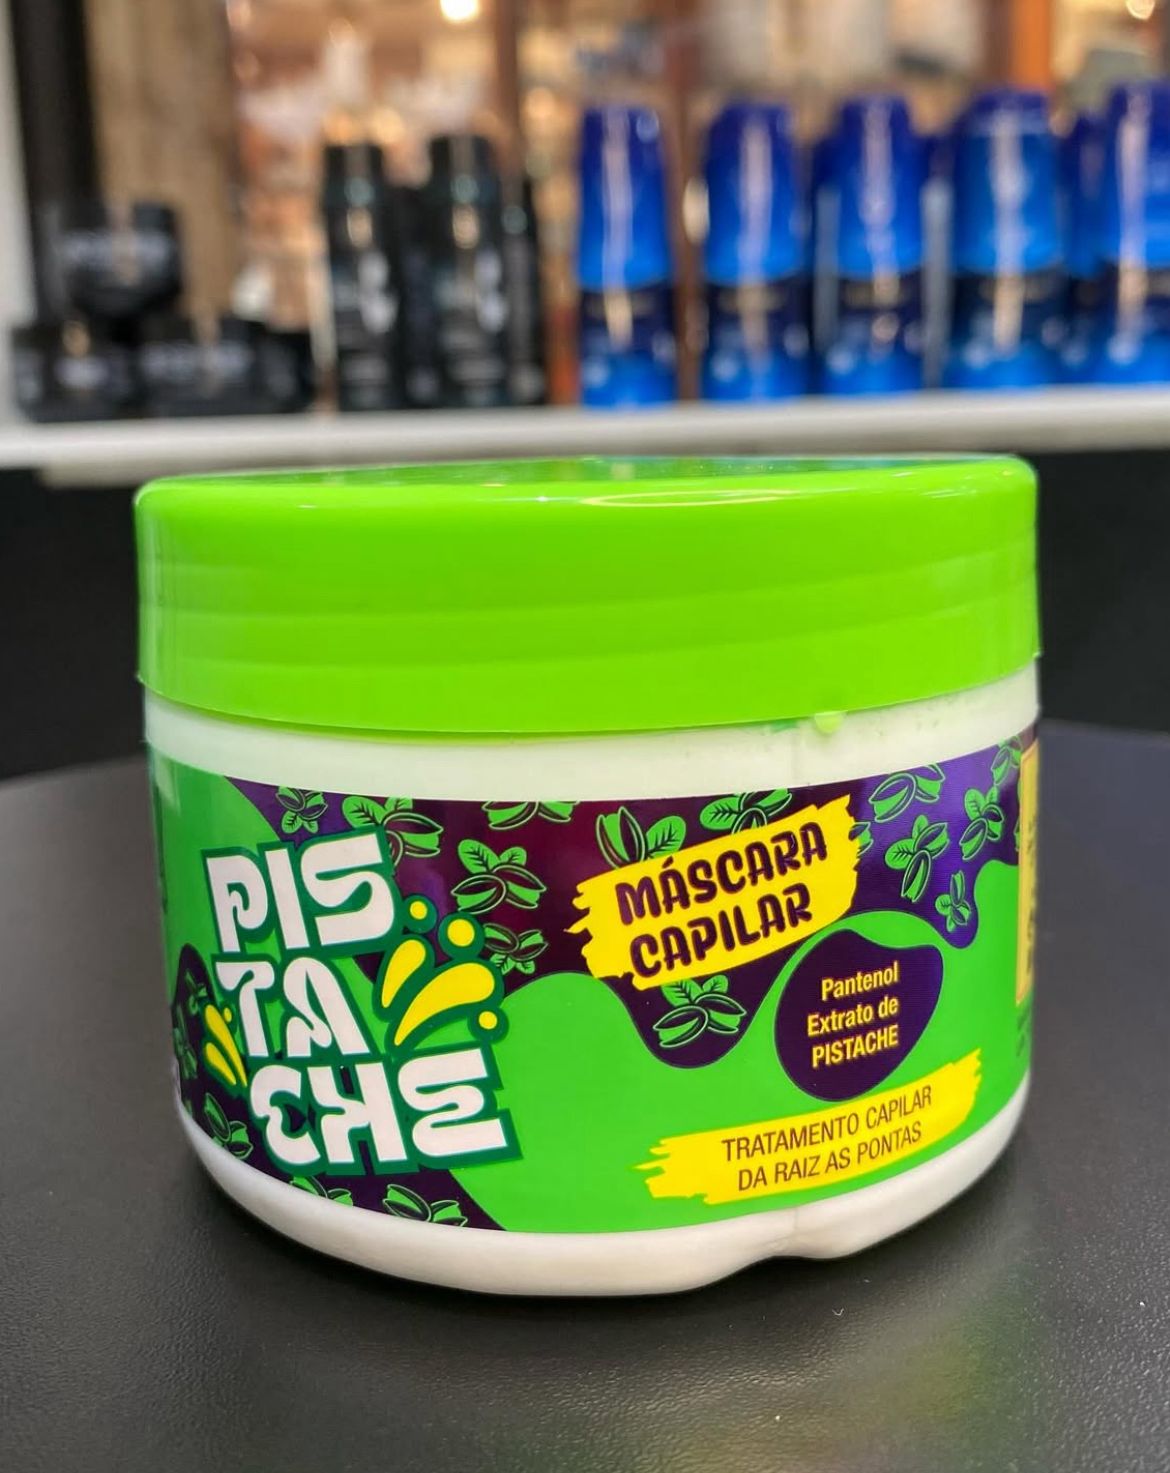 PIS
TA
CHE
MÁSCARA
CAPILAR
Pantenol
Extrato de
PISTACHE
TRATAMENTO CAPILAR
DA RAIZ AS PONTAS